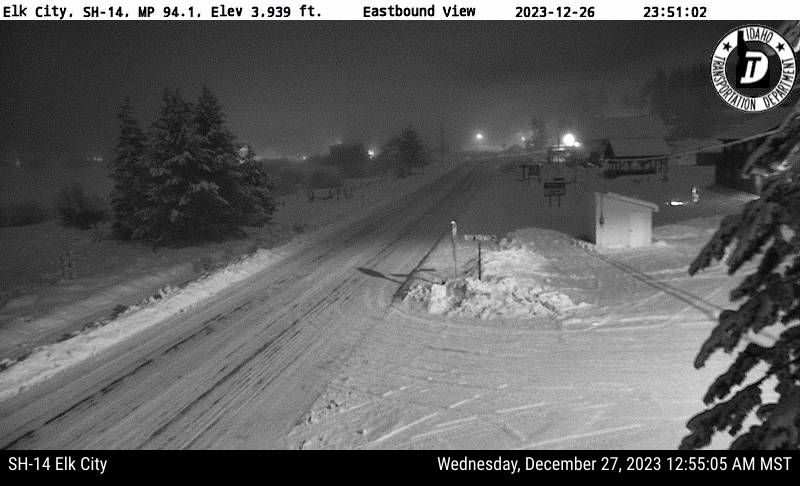 Elk City, SH-14, MP 94.1, Elev 3,939 ft. Eastbound View 2023-12-26 23:51:02
IDAHO
TRANSPORTATION DEPARTMENT
SH-14 Elk City Wednesday, December 27, 2023 12:55:05 AM MST